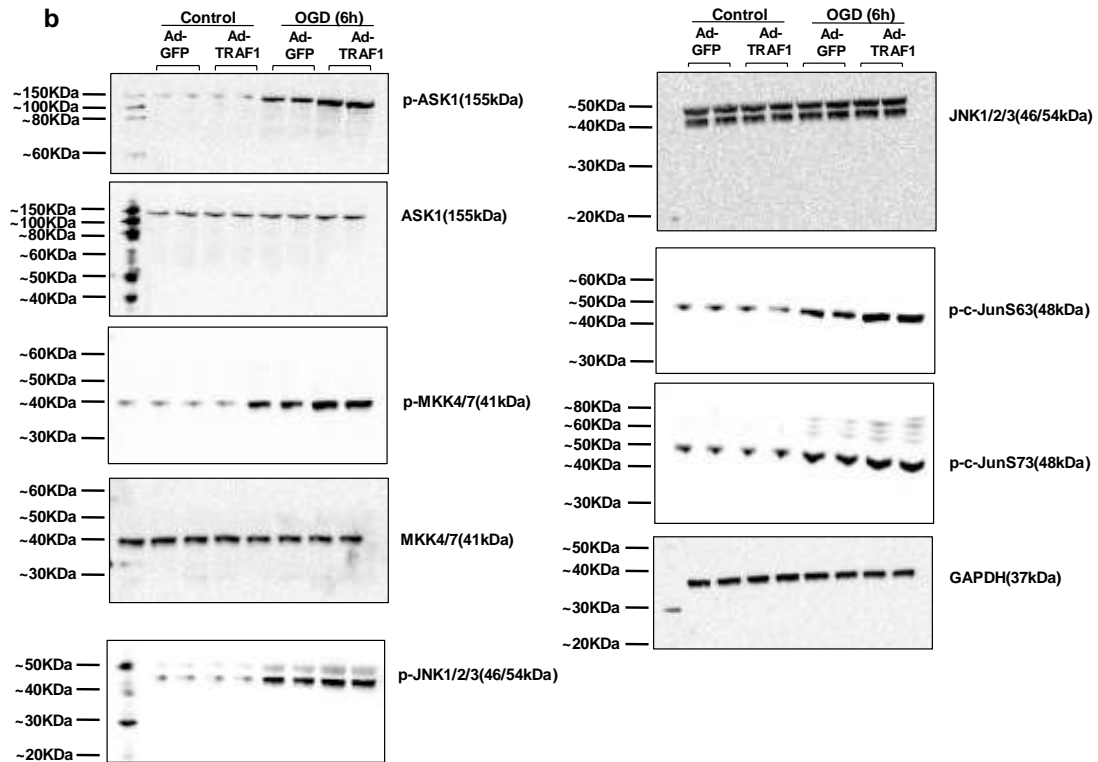 b
Control OGD (6h)
Ad-GFP Ad-TRAF1 Ad-GFP Ad-TRAF1
~150KDa
~100KDa
~80KDa
~60KDa
p-ASK1(155kDa)
~150KDa
~100KDa
~80KDa
~60KDa
~50KDa
~40KDa
ASK1(155kDa)
~60KDa
~50KDa
~40KDa
~30KDa
p-MKK4/7(41kDa)
~60KDa
~50KDa
~40KDa
~30KDa
MKK4/7(41kDa)
~50KDa
~40KDa
~30KDa
~20KDa
p-JNK1/2/3(46/54kDa)
Control OGD (6h)
Ad-GFP Ad-TRAF1 Ad-GFP Ad-TRAF1
~50KDa
~40KDa
~30KDa
~20KDa
JNK1/2/3(46/54kDa)
~60KDa
~50KDa
~40KDa
~30KDa
p-c-JunS63(48kDa)
~80KDa
~60KDa
~50KDa
~40KDa
~30KDa
p-c-JunS73(48kDa)
~50KDa
~40KDa
~30KDa
~20KDa
GAPDH(37kDa)